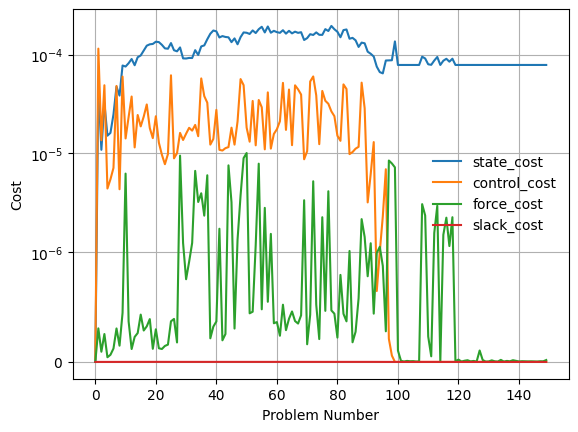 Cost
10⁻⁴
10⁻⁵
10⁻⁶
0
state_cost
control_cost
force_cost
slack_cost
0 20 40 60 80 100 120 140
Problem Number